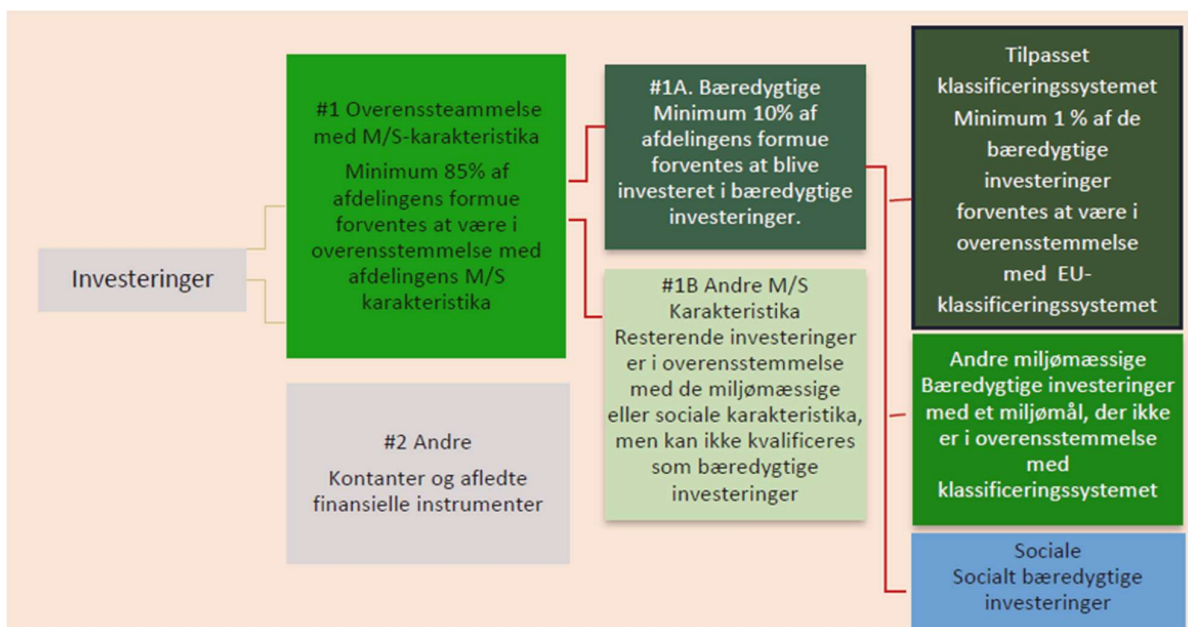 Investeringer
#1 Overenssteammelse
med M/S-karakteristika
Minimum 85% af
afdelingens formue
forventes at være i
overensstemmelse med
afdelingens M/S
karakteristika
#2 Andre
Kontanter og afledte
finansielle instrumenter
#1A. Bæredygtige
Minimum 10% af
afdelingens formue
forventes at blive
investeret i bæredygtige
investeringer.
#1B Andre M/S
Karakteristika
Resterende investeringer
er i overensstemmelse
med de miljømæssige
eller sociale karakteristika,
men kan ikke kvalificeres
som bæredygtige
investeringer
Tilpasset
klassificeringssystemet
Minimum 1 % af de
bæredygtige
investeringer
forventes at være i
overensstemmelse
med EU-
klassificeringssystemet
Andre miljømæssige
Bæredygtige investeringer
med et miljømål, der ikke
er i overensstemmelse
med
klassificeringssystemet
Sociale
Socialt bæredygtige
investeringer